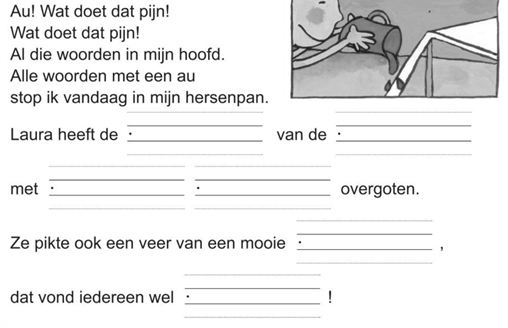 Au! Wat doet dat pijn!
Wat doet dat pijn!
Al die woorden in mijn hoofd.
Alle woorden met een au
stop ik vandaag in mijn hersenpan.
Laura heeft de van de
met overgoten.
Ze pikte ook een veer van een mooie ,
dat vond iedereen wel !